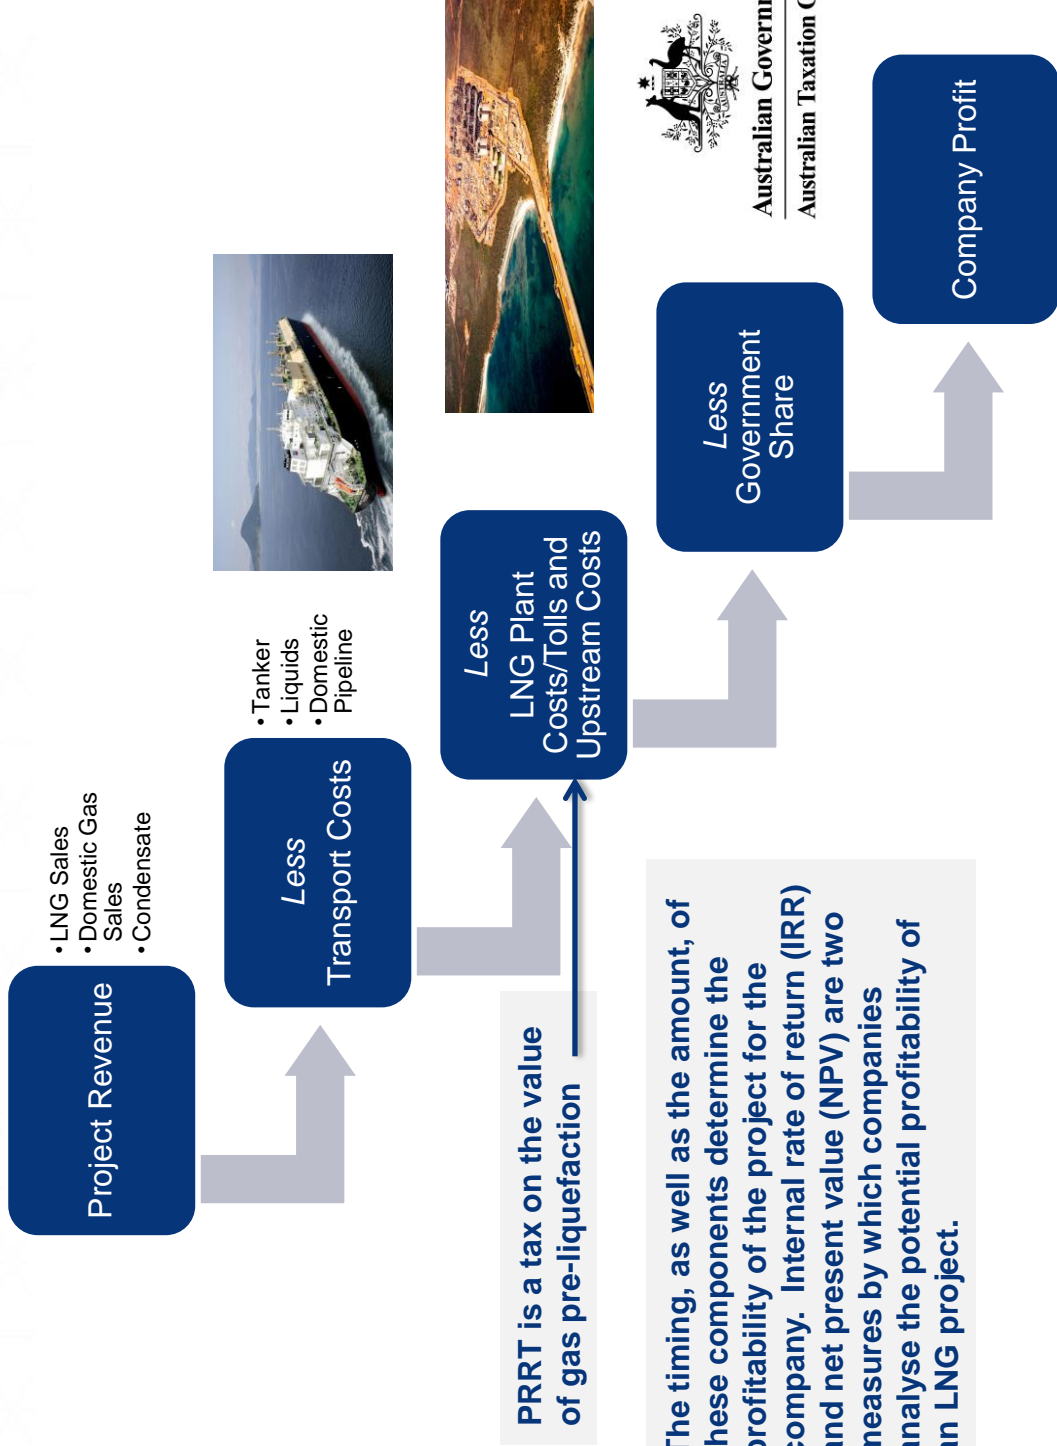 Project Revenue
•LNG Sales
•Domestic Gas
Sales
•Condensate
Less
Transport Costs
•Tanker
•Liquids
•Domestic
Pipeline
PRRT is a tax on the value
of gas pre-liquefaction
Less
LNG Plant
Costs/Tolls and
Upstream Costs
Less
Government
Share
Australian
Australian Taxation
AUSTRALIA
Company Profit
The timing, as well as the amount, of
these components determine the
profitability of the project for the
company. Internal rate of return (IRR)
and net present value (NPV) are two
measures by which companies
analyse the potential profitability of
an LNG project.